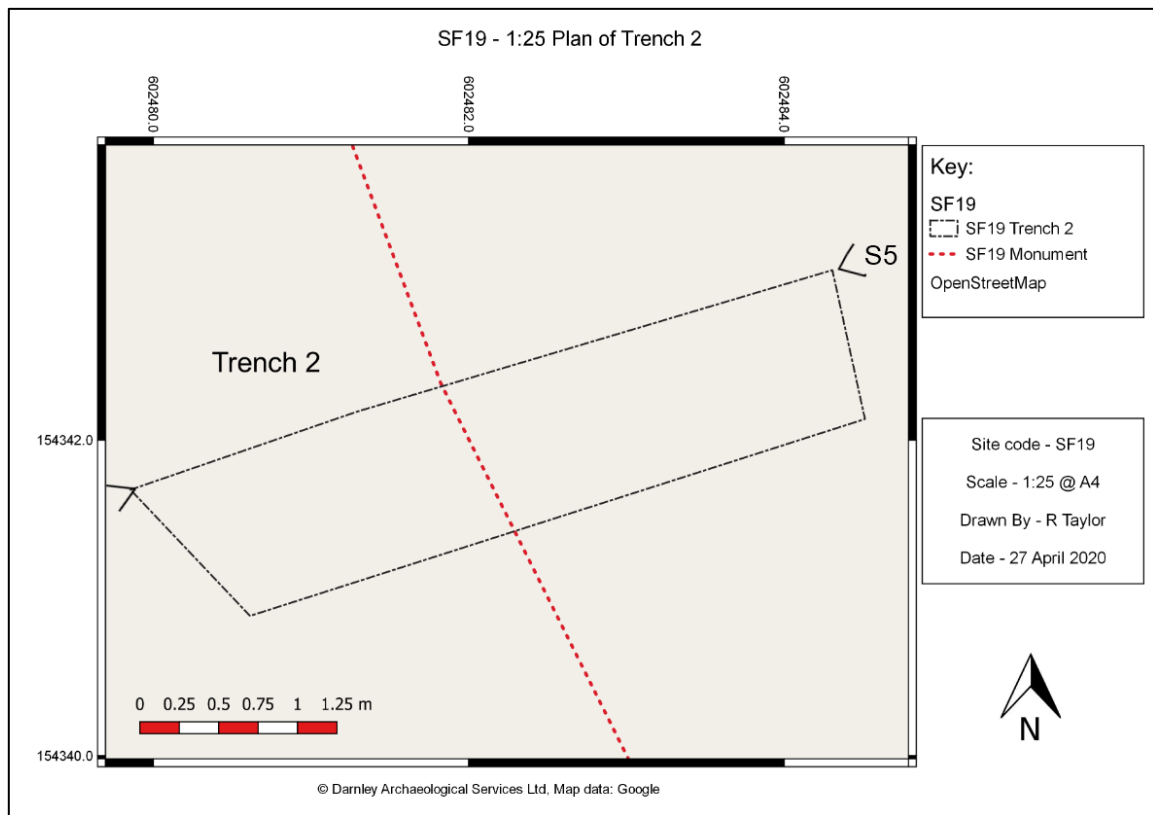 SF19 - 1:25 Plan of Trench 2
602480.0
602482.0
602484.0
154342.0
154340.0
Trench 2
S5
0 0.25 0.5 0.75 1 1.25 m
© Darnley Archaeological Services Ltd, Map data: Google
Key:
SF19
SF19 Trench 2
SF19 Monument
OpenStreetMap
Site code - SF19
Scale - 1:25 @ A4
Drawn By - R Taylor
Date - 27 April 2020
N